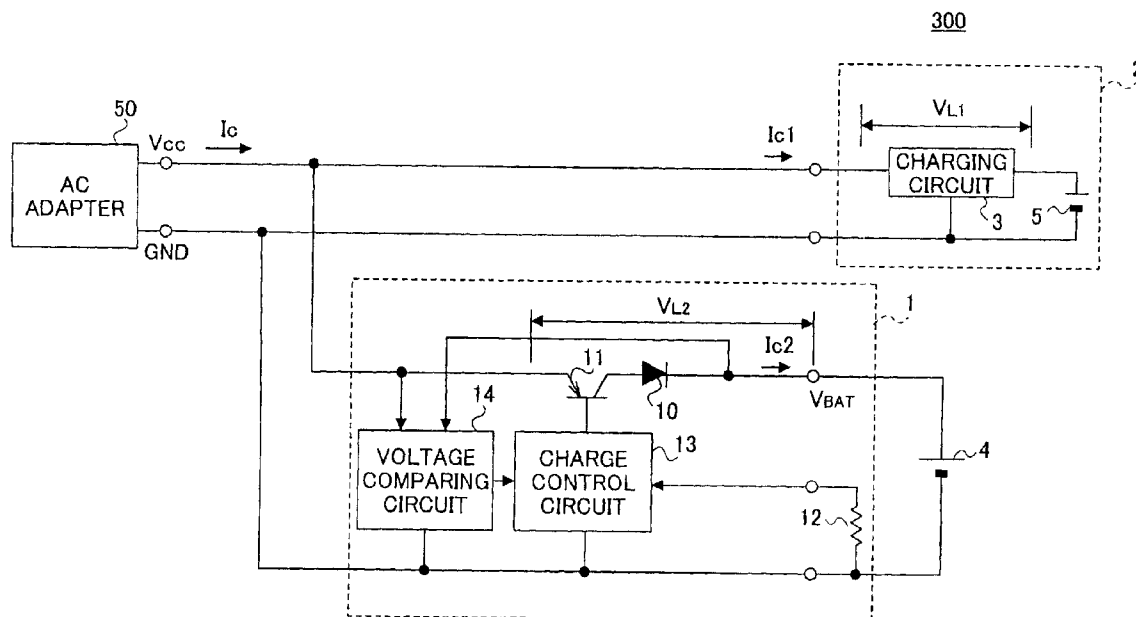 300
2
50
Vcc
Ic
Ic1
VL1
AC
ADAPTER
CHARGING
CIRCUIT
3
5
GND
1
VL2
11
Ic2
10
VBAT
14
13
4
VOLTAGE
COMPARING
CIRCUIT
CHARGE
CONTROL
CIRCUIT
12